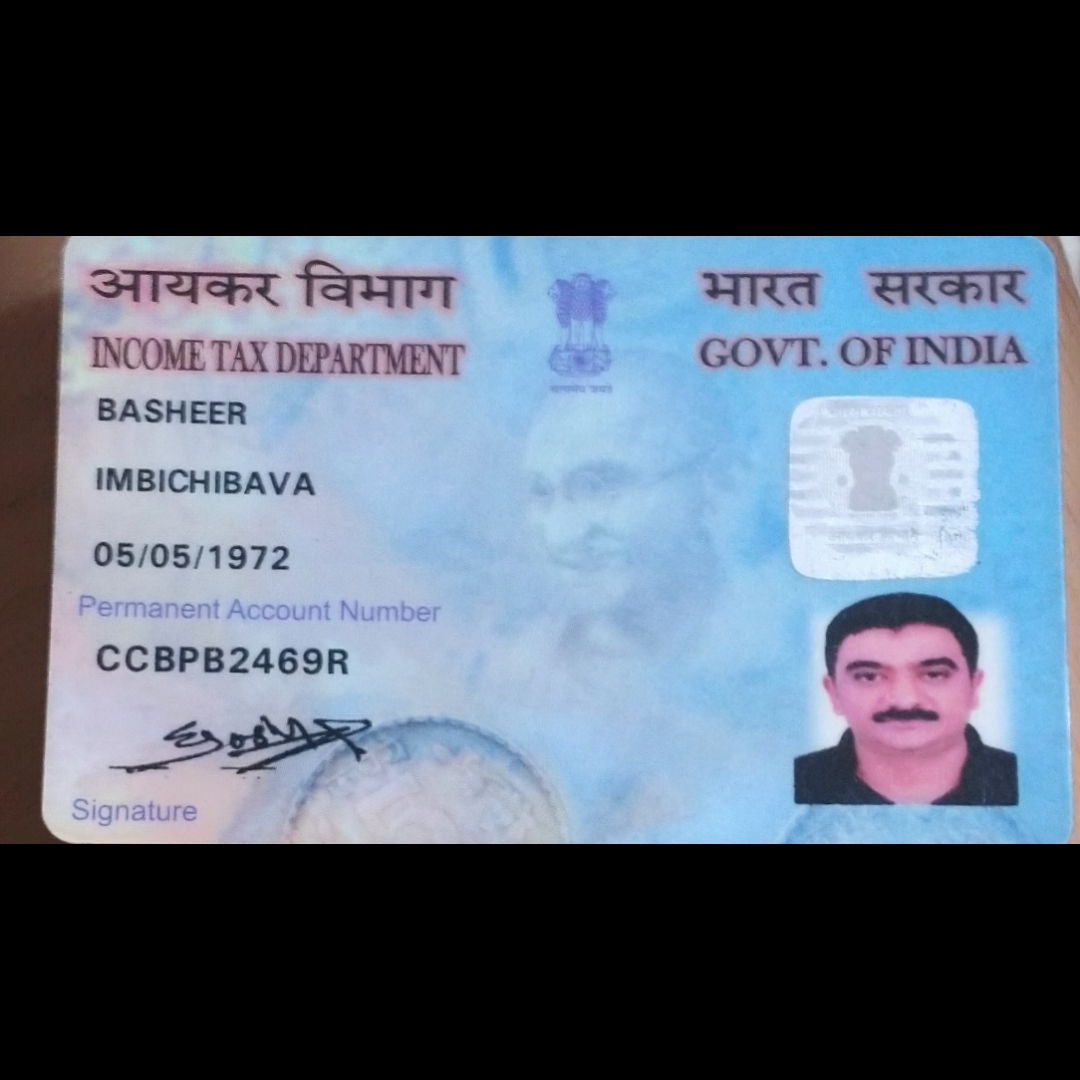 आयकर विभाग
INCOME TAX DEPARTMENT
भारत सरकार
GOVT. OF INDIA
सत्यमेव जयते
BASHEER
IMBICHIBAVA
05/05/1972
Permanent Account Number
CCBPB2469R
Signature